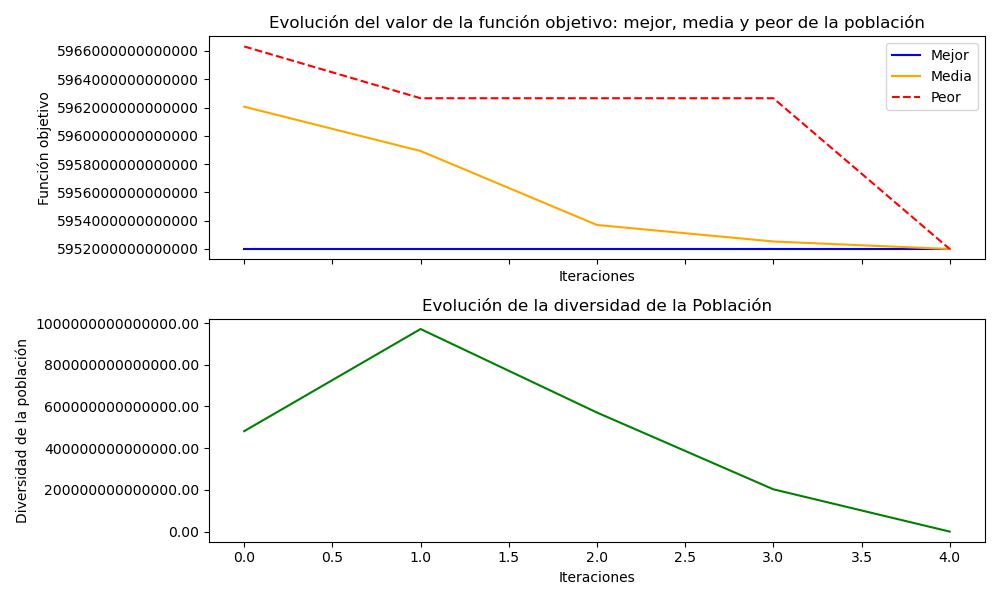 Evolución del valor de la función objetivo: mejor, media y peor de la población
5966000000000000
5964000000000000
5962000000000000
5960000000000000
5958000000000000
5956000000000000
5954000000000000
5952000000000000
Función objetivo
Mejor
Media
Peor
Iteraciones
Evolución de la diversidad de la Población
1000000000000000.00
800000000000000.00
600000000000000.00
400000000000000.00
200000000000000.00
0.00
Diversidad de la población
0.0 0.5 1.0 1.5 2.0 2.5 3.0 3.5 4.0
Iteraciones